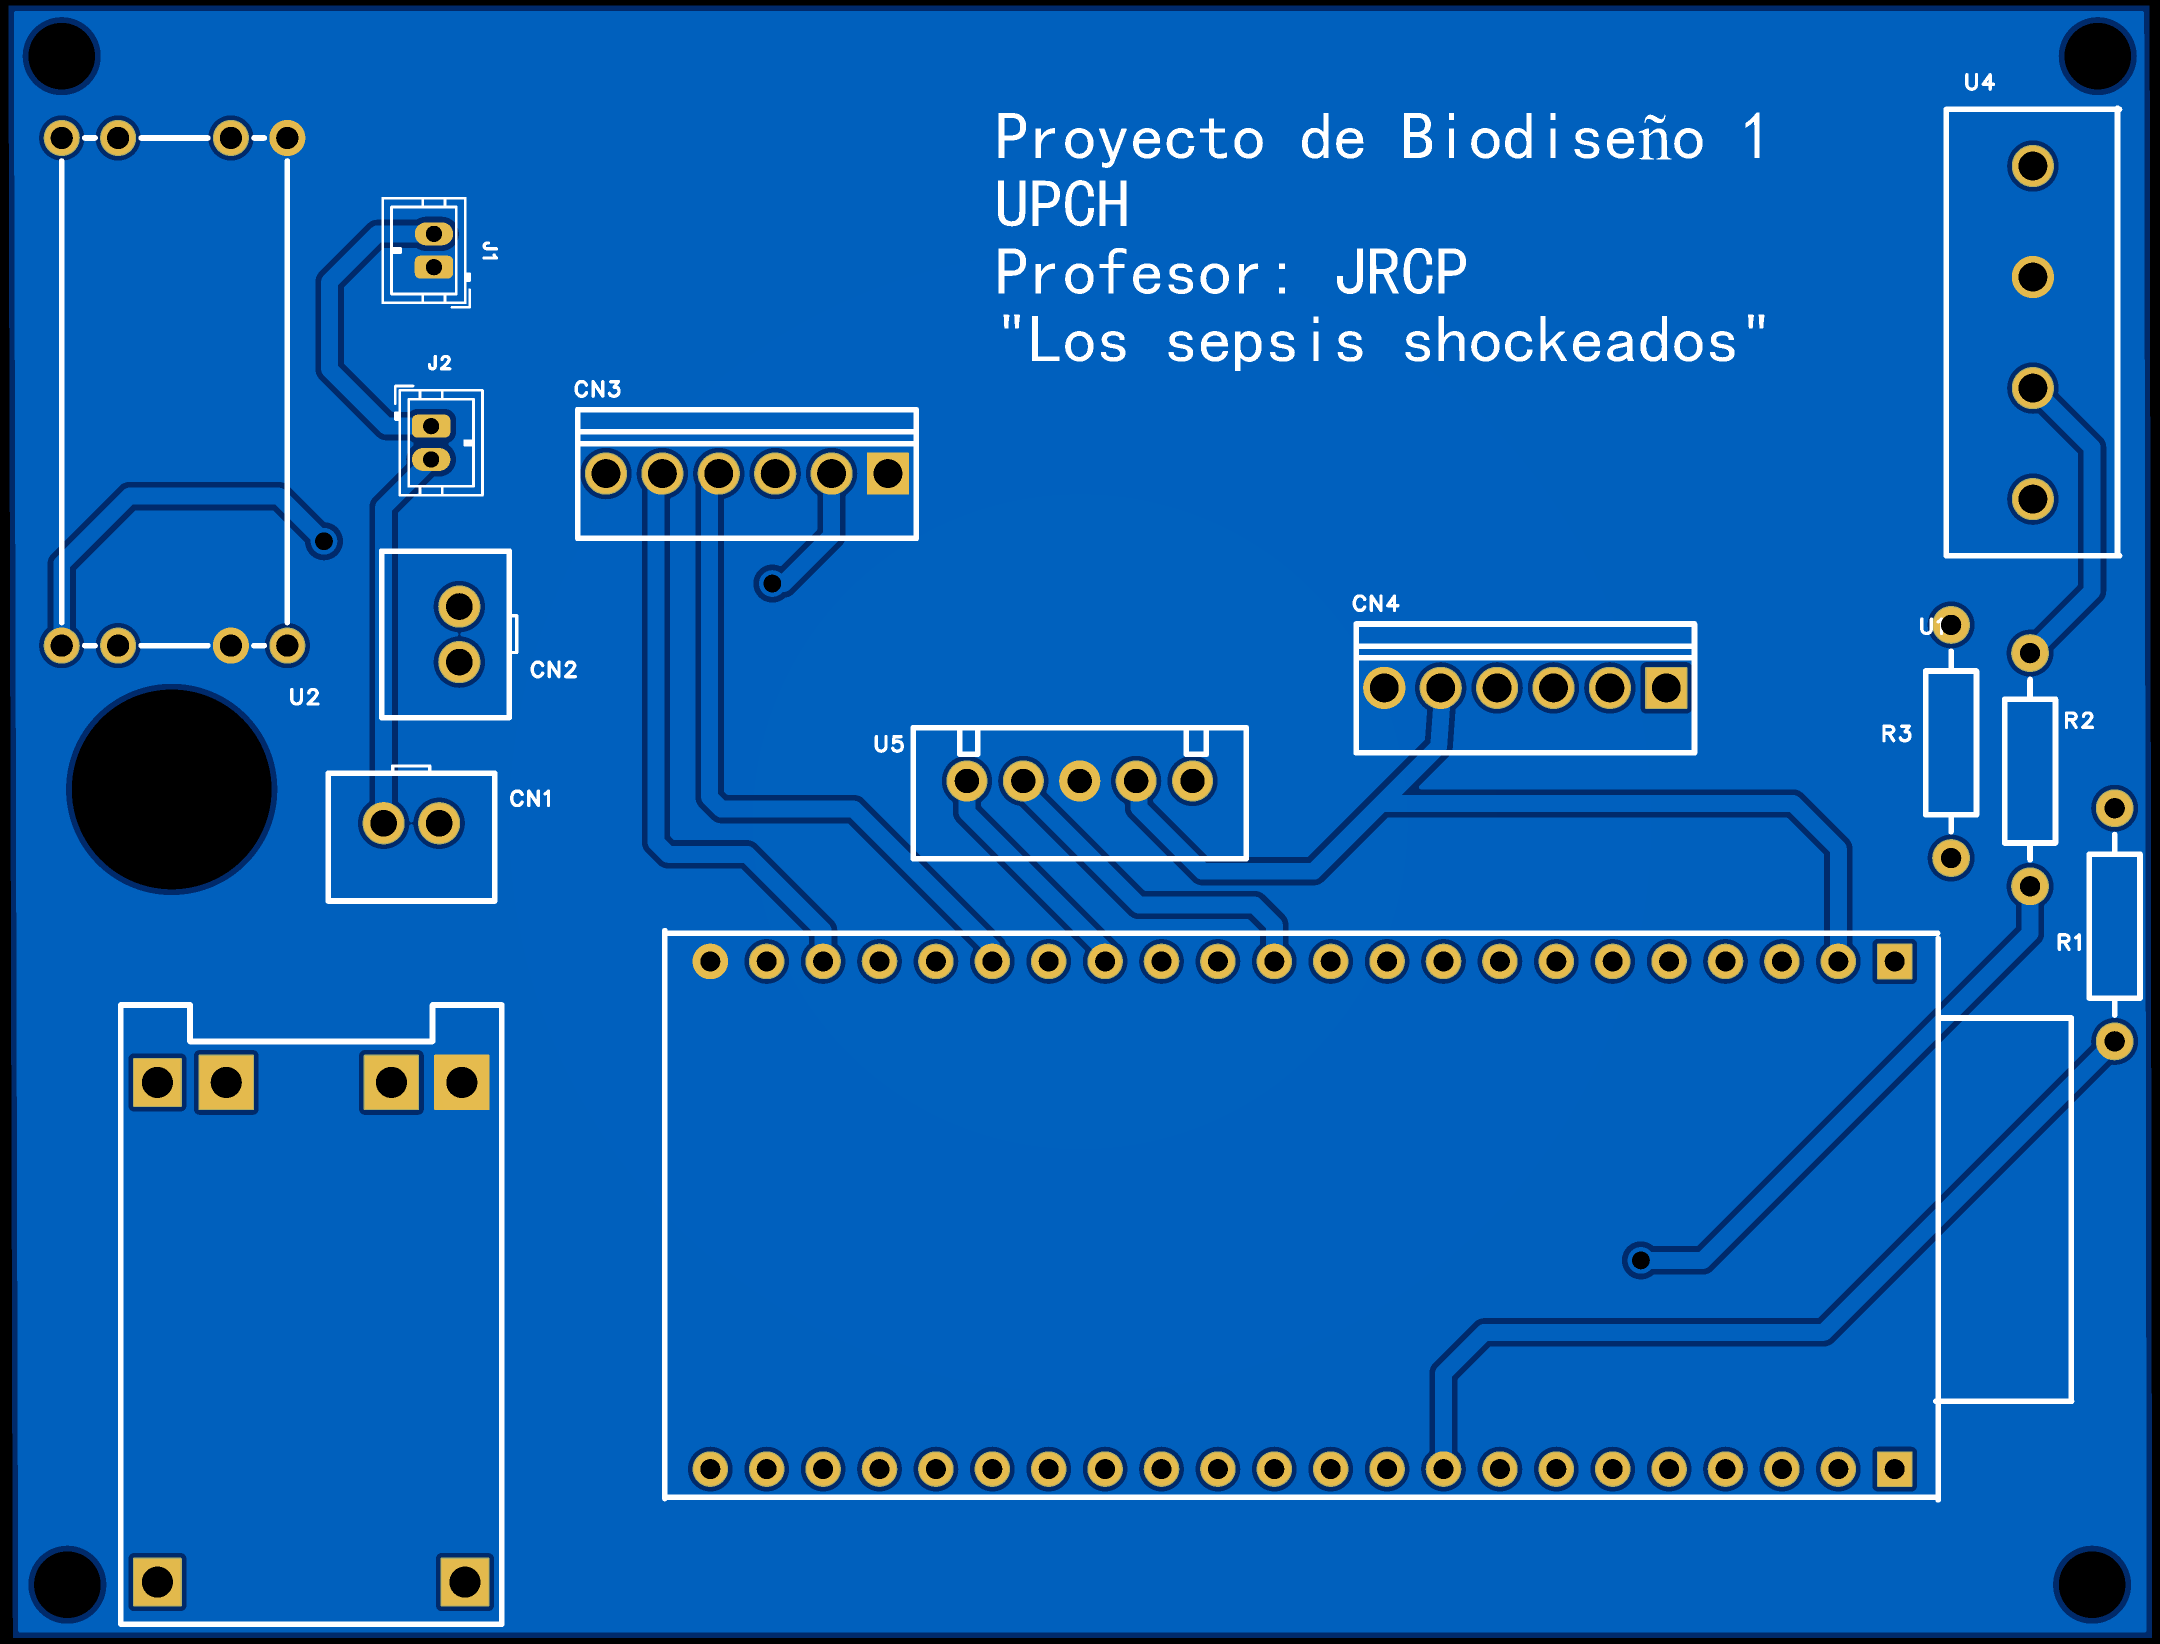 Proyecto de Biodiseño 1
UPCH
Profesor: JRCP
"Los sepsis shockeados"
U4
J1
J2
CN3
CN4
U1
CN2
U2
R3
R2
U5
CN1
R1